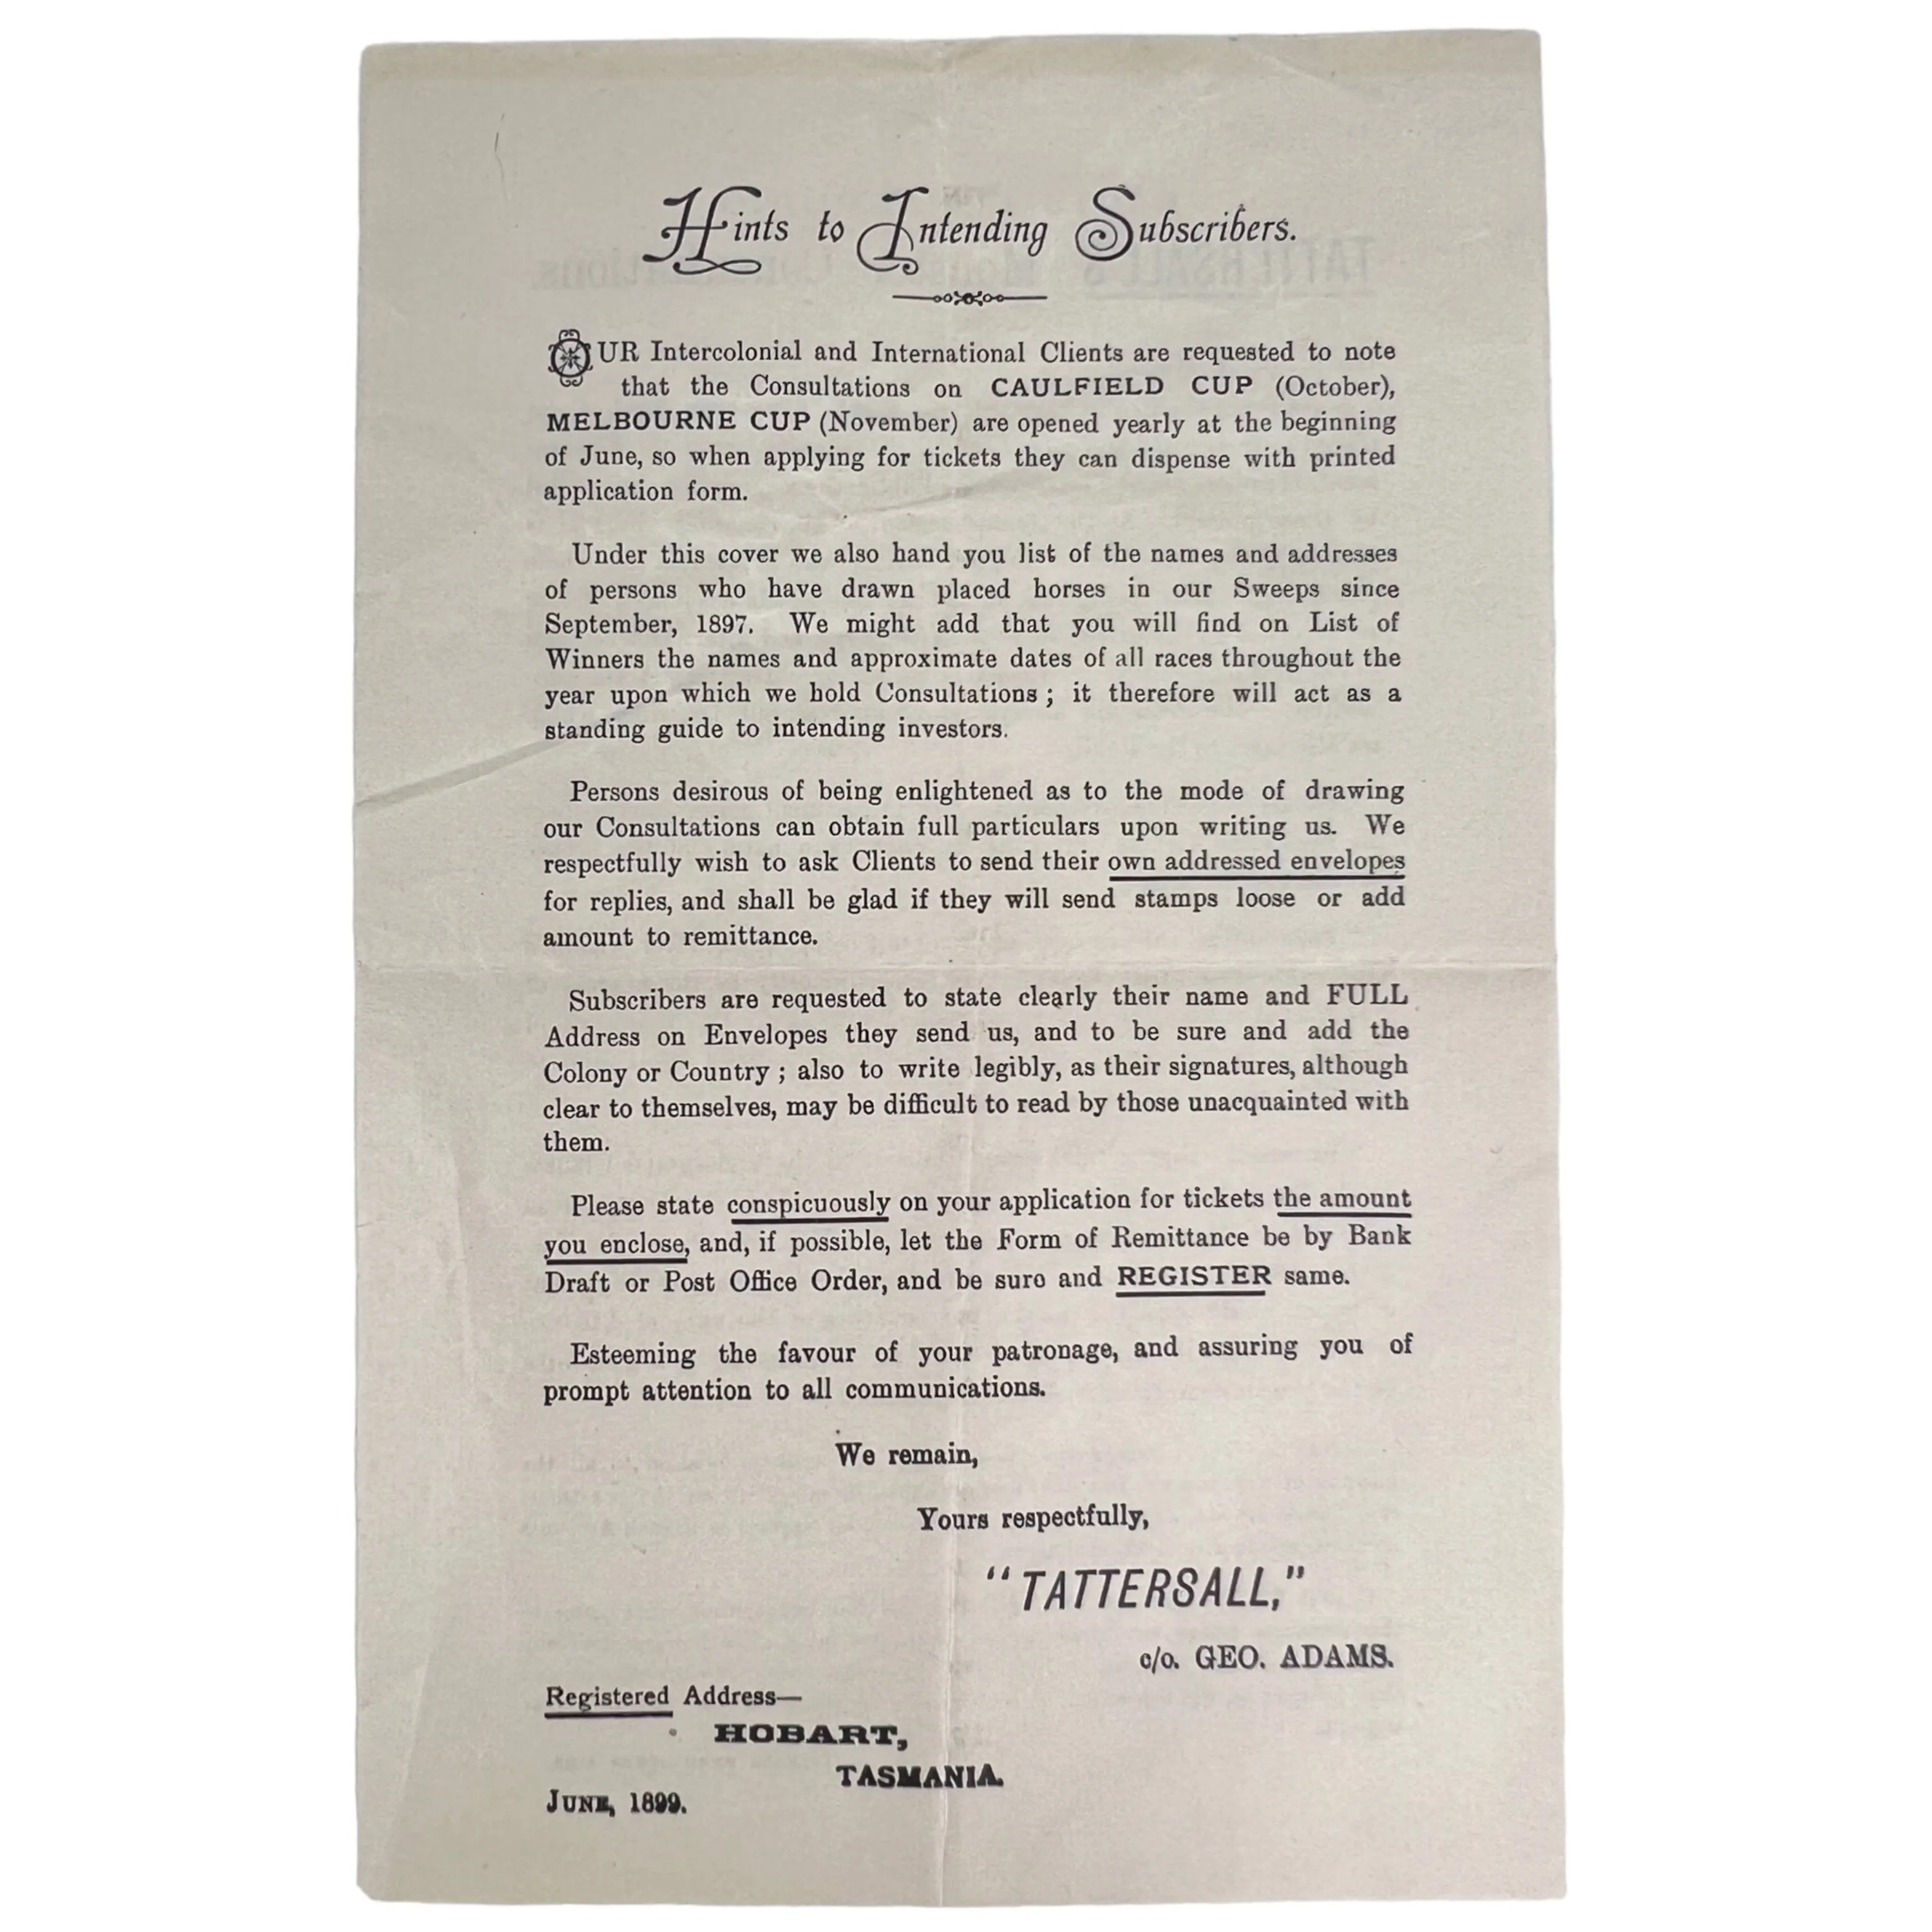 Hints to Intending Subscribers.
OUR Intercolonial and International Clients are requested to note
that the Consultations on CAULFIELD CUP (October),
MELBOURNE CUP (November) are opened yearly at the beginning
of June, so when applying for tickets they can dispense with printed
application form.
Under this cover we also hand you list of the names and addresses
of persons who have drawn placed horses in our Sweeps since
September, 1897. We might add that you will find on List of
Winners the names and approximate dates of all races throughout the
year upon which we hold Consultations ; it therefore will act as a
standing guide to intending investors.
Persons desirous of being enlightened as to the mode of drawing
our Consultations can obtain full particulars upon writing us. We
respectfully wish to ask Clients to send their own addressed envelopes
for replies, and shall be glad if they will send stamps loose or add
amount to remittance.
Subscribers are requested to state clearly their name and FULL
Address on Envelopes they send us, and to be sure and add the
Colony or Country ; also to write legibly, as their signatures, although
clear to themselves, may be difficult to read by those unacquainted with
them.
Please state conspicuously on your application for tickets the amount
you enclose, and, if possible, let the Form of Remittance be by Bank
Draft or Post Office Order, and be sure and REGISTER same.
Esteeming the favour of your patronage, and assuring you of
prompt attention to all communications.
We remain,
Yours respectfully,
"TATTERSALL,"
c/o. GEO. ADAMS.
Registered Address—
HOBART,
TASMANIA.
JUNE, 1899.